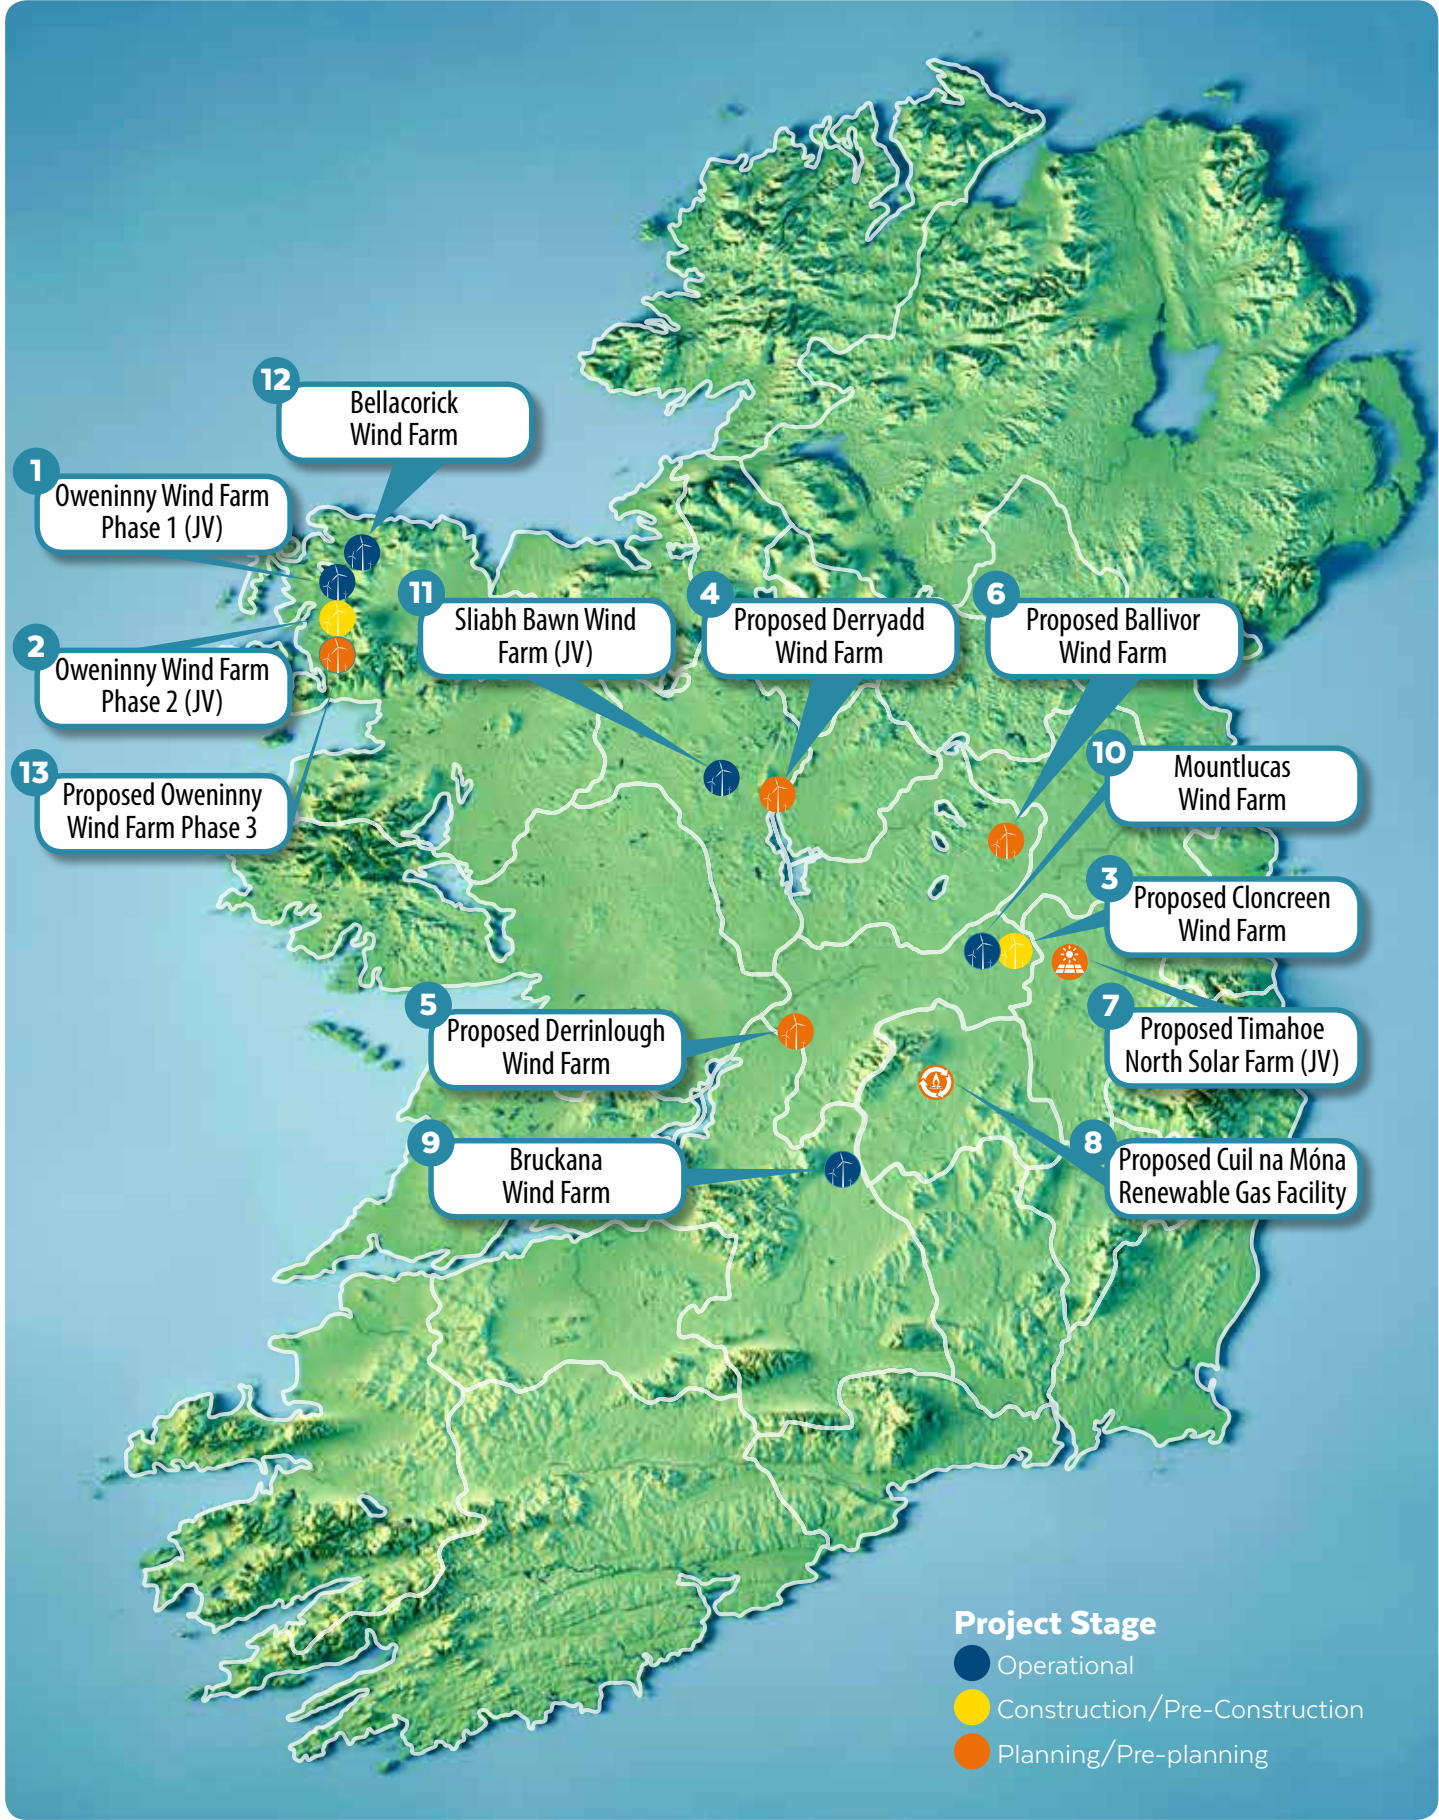 12
Bellacorick
Wind Farm
1
Oweninny Wind Farm
Phase 1 (JV)
11
Sliabh Bawn Wind
Farm (JV)
4
Proposed Derryadd
Wind Farm
6
Proposed Ballivor
Wind Farm
2
Oweninny Wind Farm
Phase 2 (JV)
10
Mountlucas
Wind Farm
13
Proposed Oweninny
Wind Farm Phase 3
3
Proposed Cloncreen
Wind Farm
5
Proposed Derrinlough
Wind Farm
7
Proposed Timahoe
North Solar Farm (JV)
9
Bruckana
Wind Farm
8
Proposed Cuil na Móna
Renewable Gas Facility
Project Stage
Operational
Construction/Pre-Construction
Planning/Pre-planning